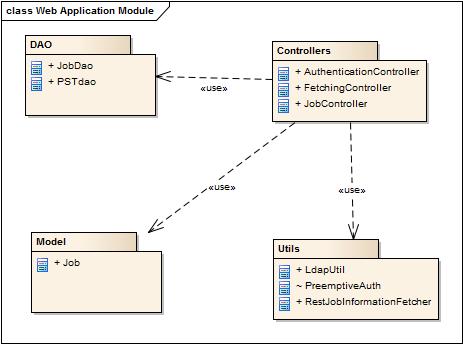 class Web Application Module
DAO
+ JobDao
+ PSTdao
Controllers
+ AuthenticationController
+ FetchingController
+ JobController
«use»
«use»
«use»
Model
+ Job
Utils
+ LdapUtil
~ PreemptiveAuth
+ RestJobInformationFetcher